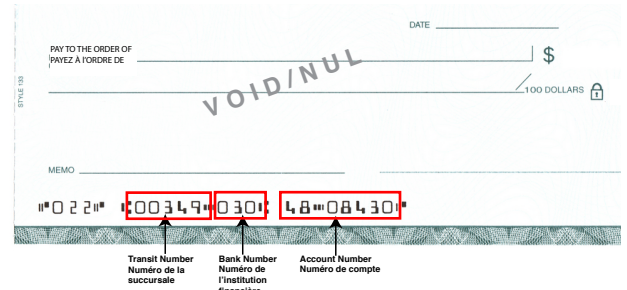 DATE
PAY TO THE ORDER OF
PAYEZ À l'ORDRE DE
$
VOID/NUL
STYLE 133
100 DOLLARS
MEMO
⑈022⑈ ⑆00349⑉030⑆ 48⑉08430⑈
Transit Number
Numéro de la
succursale
Bank Number
Numéro de
l'institution
financière
Account Number
Numéro de compte